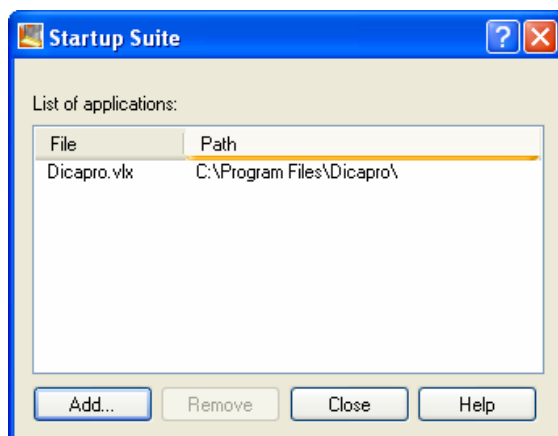 Startup Suite
List of applications:
File Path
Dicapro.vlx C:\Program Files\Dicapro\
Add... Remove Close Help